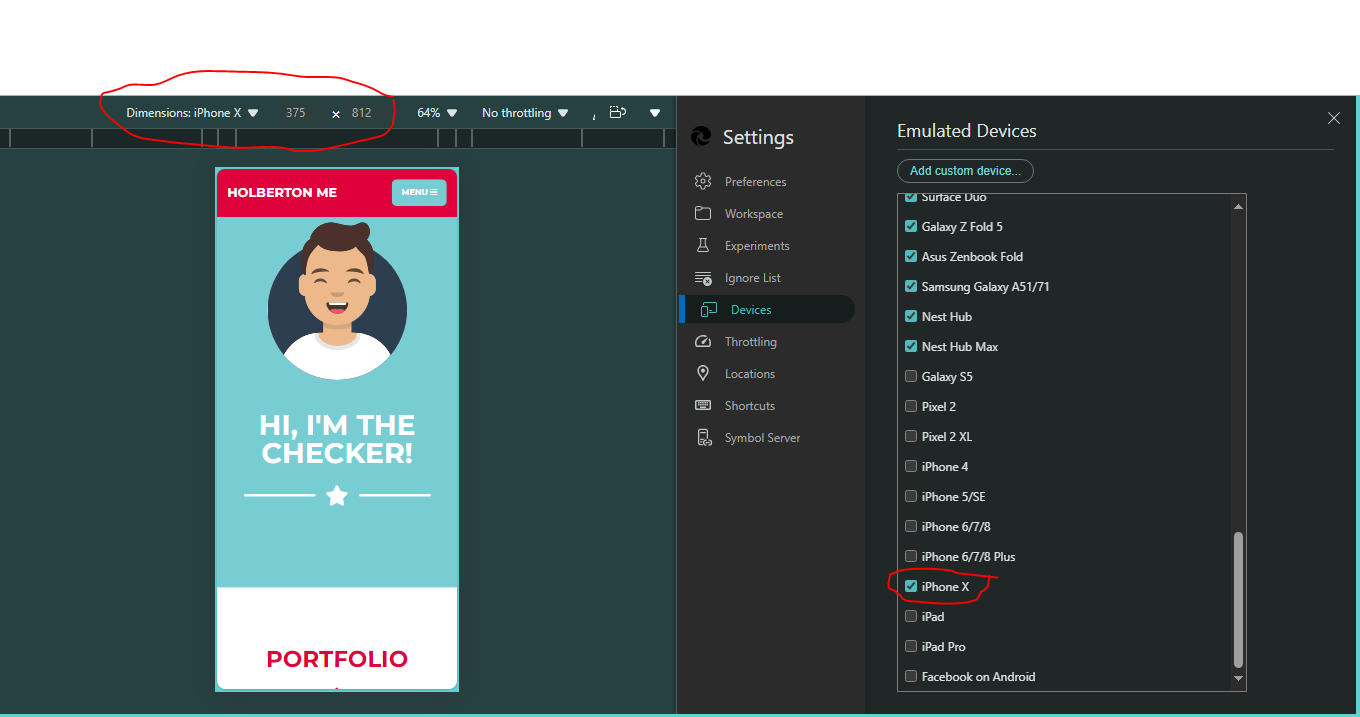 Dimensions: iPhone X 375 × 812 64% No throttling
HOLBERTON ME
MENU
HI, I'M THE
CHECKER!
PORTFOLIO
Settings
Preferences
Workspace
Experiments
Ignore List
Devices
Throttling
Locations
Shortcuts
Symbol Server
Emulated Devices
Add custom device...
Surface Duo
Galaxy Z Fold 5
Asus Zenbook Fold
Samsung Galaxy A51/71
Nest Hub
Nest Hub Max
Galaxy S5
Pixel 2
Pixel 2 XL
iPhone 4
iPhone 5/SE
iPhone 6/7/8
iPhone 6/7/8 Plus
iPhone X
iPad
iPad Pro
Facebook on Android